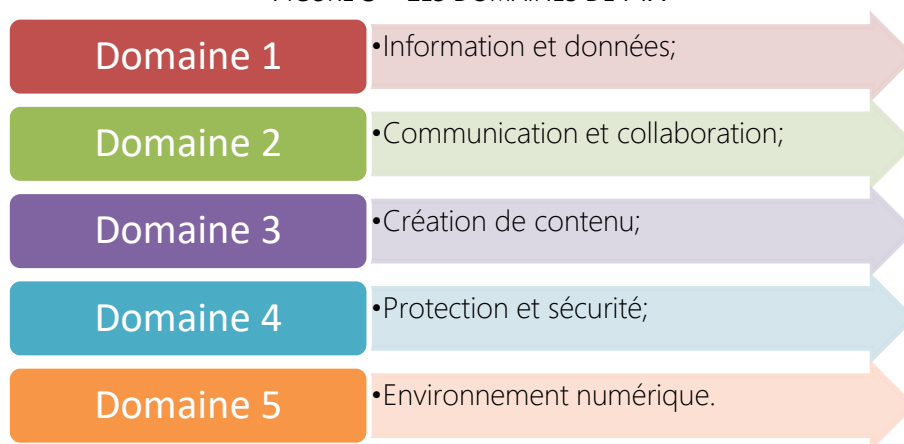 Domaine 1
•Information et données;
Domaine 2
•Communication et collaboration;
Domaine 3
•Création de contenu;
Domaine 4
•Protection et sécurité;
Domaine 5
•Environnement numérique.